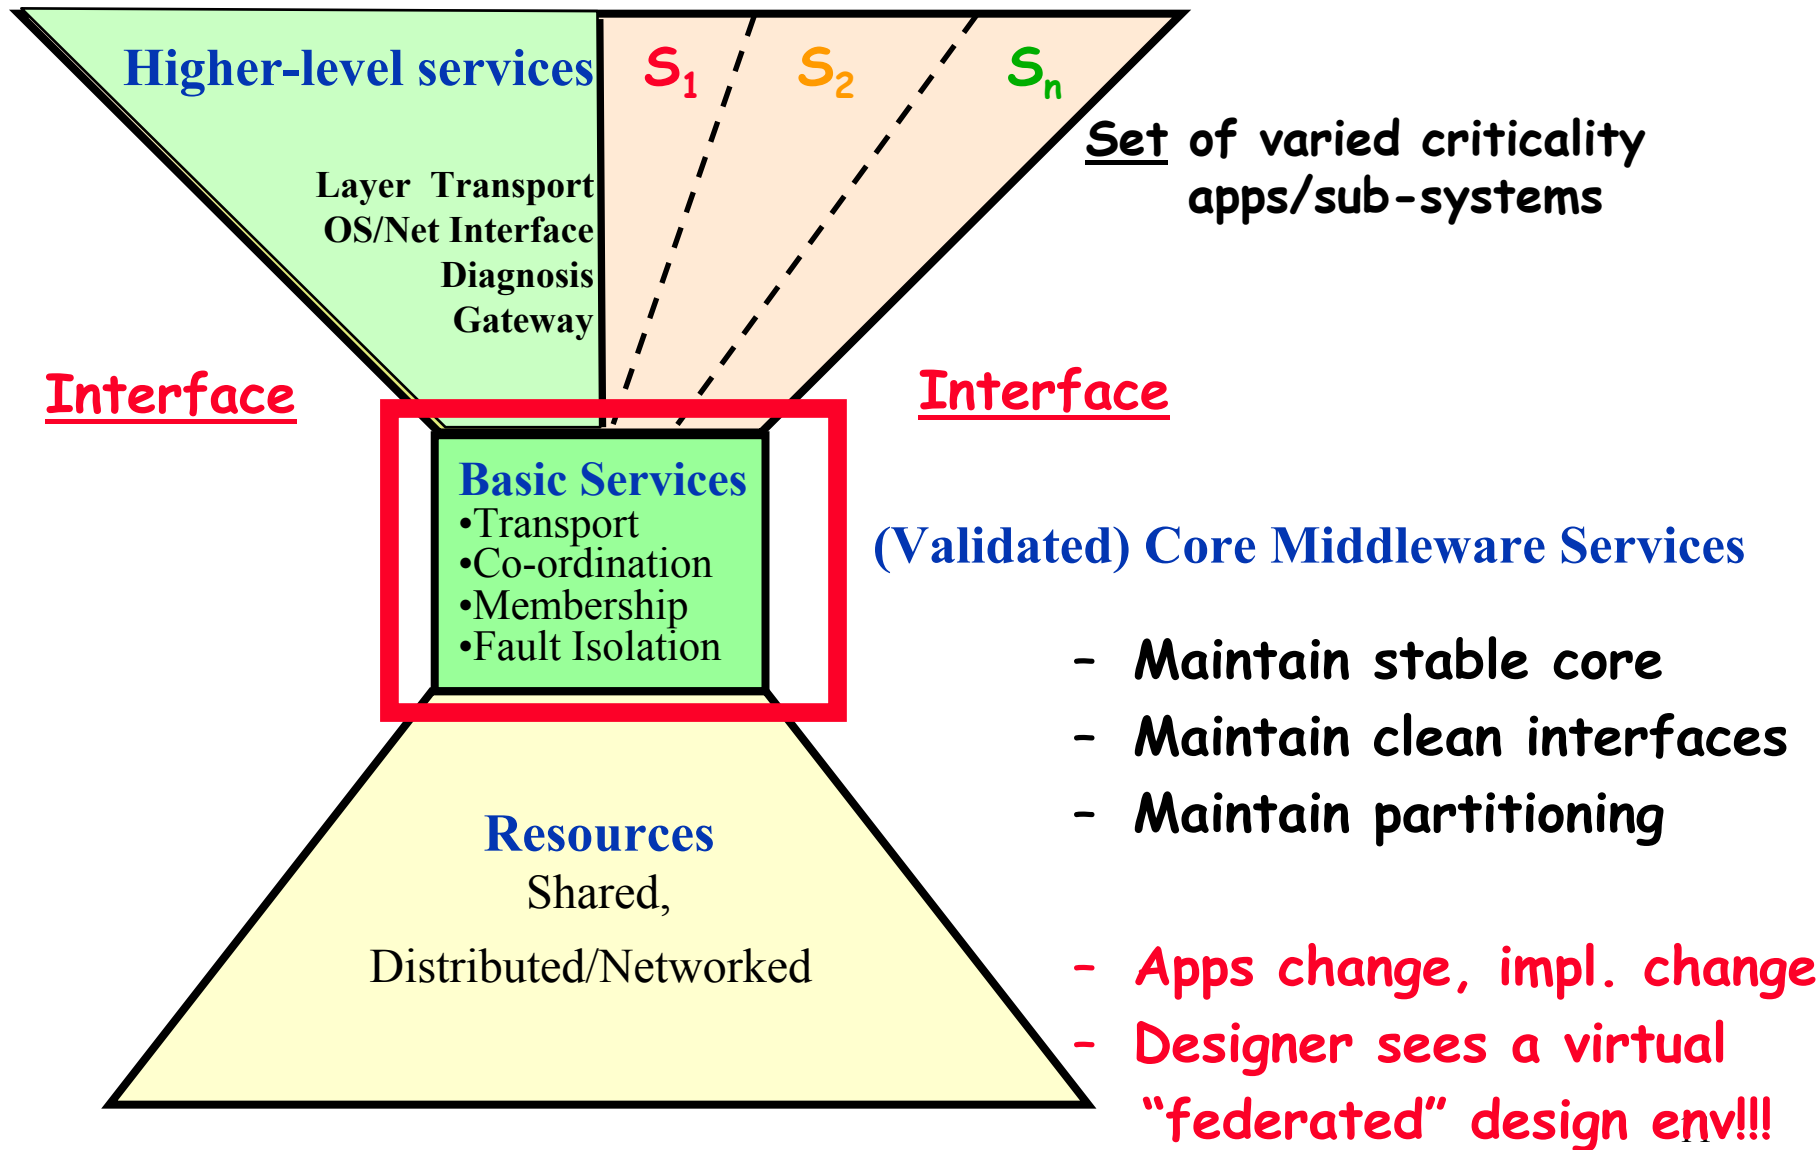 Higher-level services
S1
S2
Sn
Set of varied criticality
apps/sub-systems
Layer Transport
OS/Net Interface
Diagnosis
Gateway
Interface
Interface
Basic Services
•Transport
•Co-ordination
•Membership
•Fault Isolation
(Validated) Core Middleware Services
- Maintain stable core
- Maintain clean interfaces
- Maintain partitioning
Resources
Shared,
Distributed/Networked
- Apps change, impl. change
- Designer sees a virtual
“federated” design env!!!